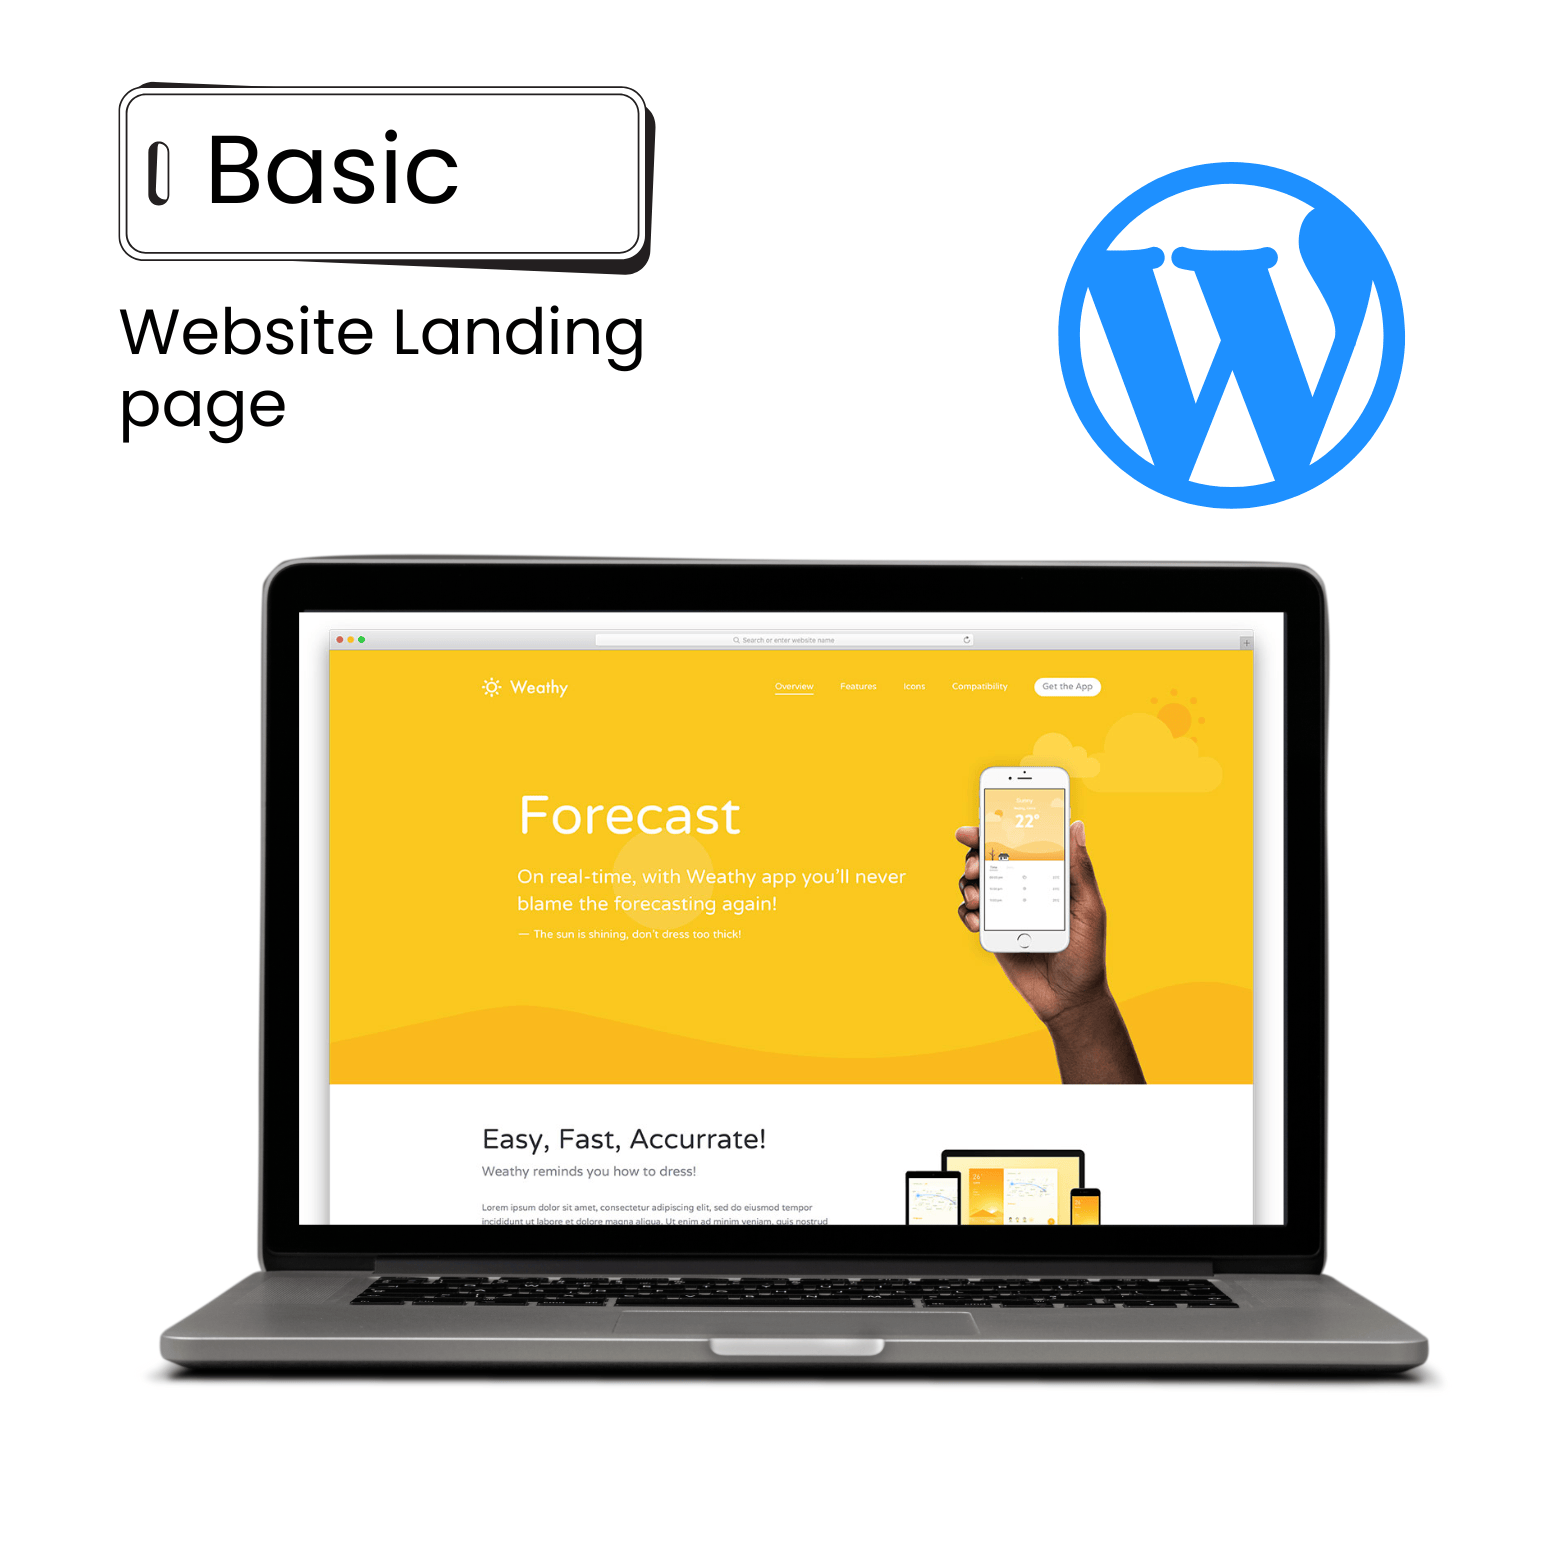 Basic
Website Landing
page
Search or enter website name
Weathy
Overview Features Icons Compatibility Get the App
Forecast
On real-time, with Weathy app you'll never
blame the forecasting again!
— The sun is shining, don't dress too thick!
22°
Easy, Fast, Accurrate!
Weathy reminds you how to dress!
Lorem ipsum dolor sit amet, consectetur adipiscing elit, sed do eiusmod tempor
incididunt ut labore et dolore magna aliqua. Ut enim ad minim veniam, quis nostrud